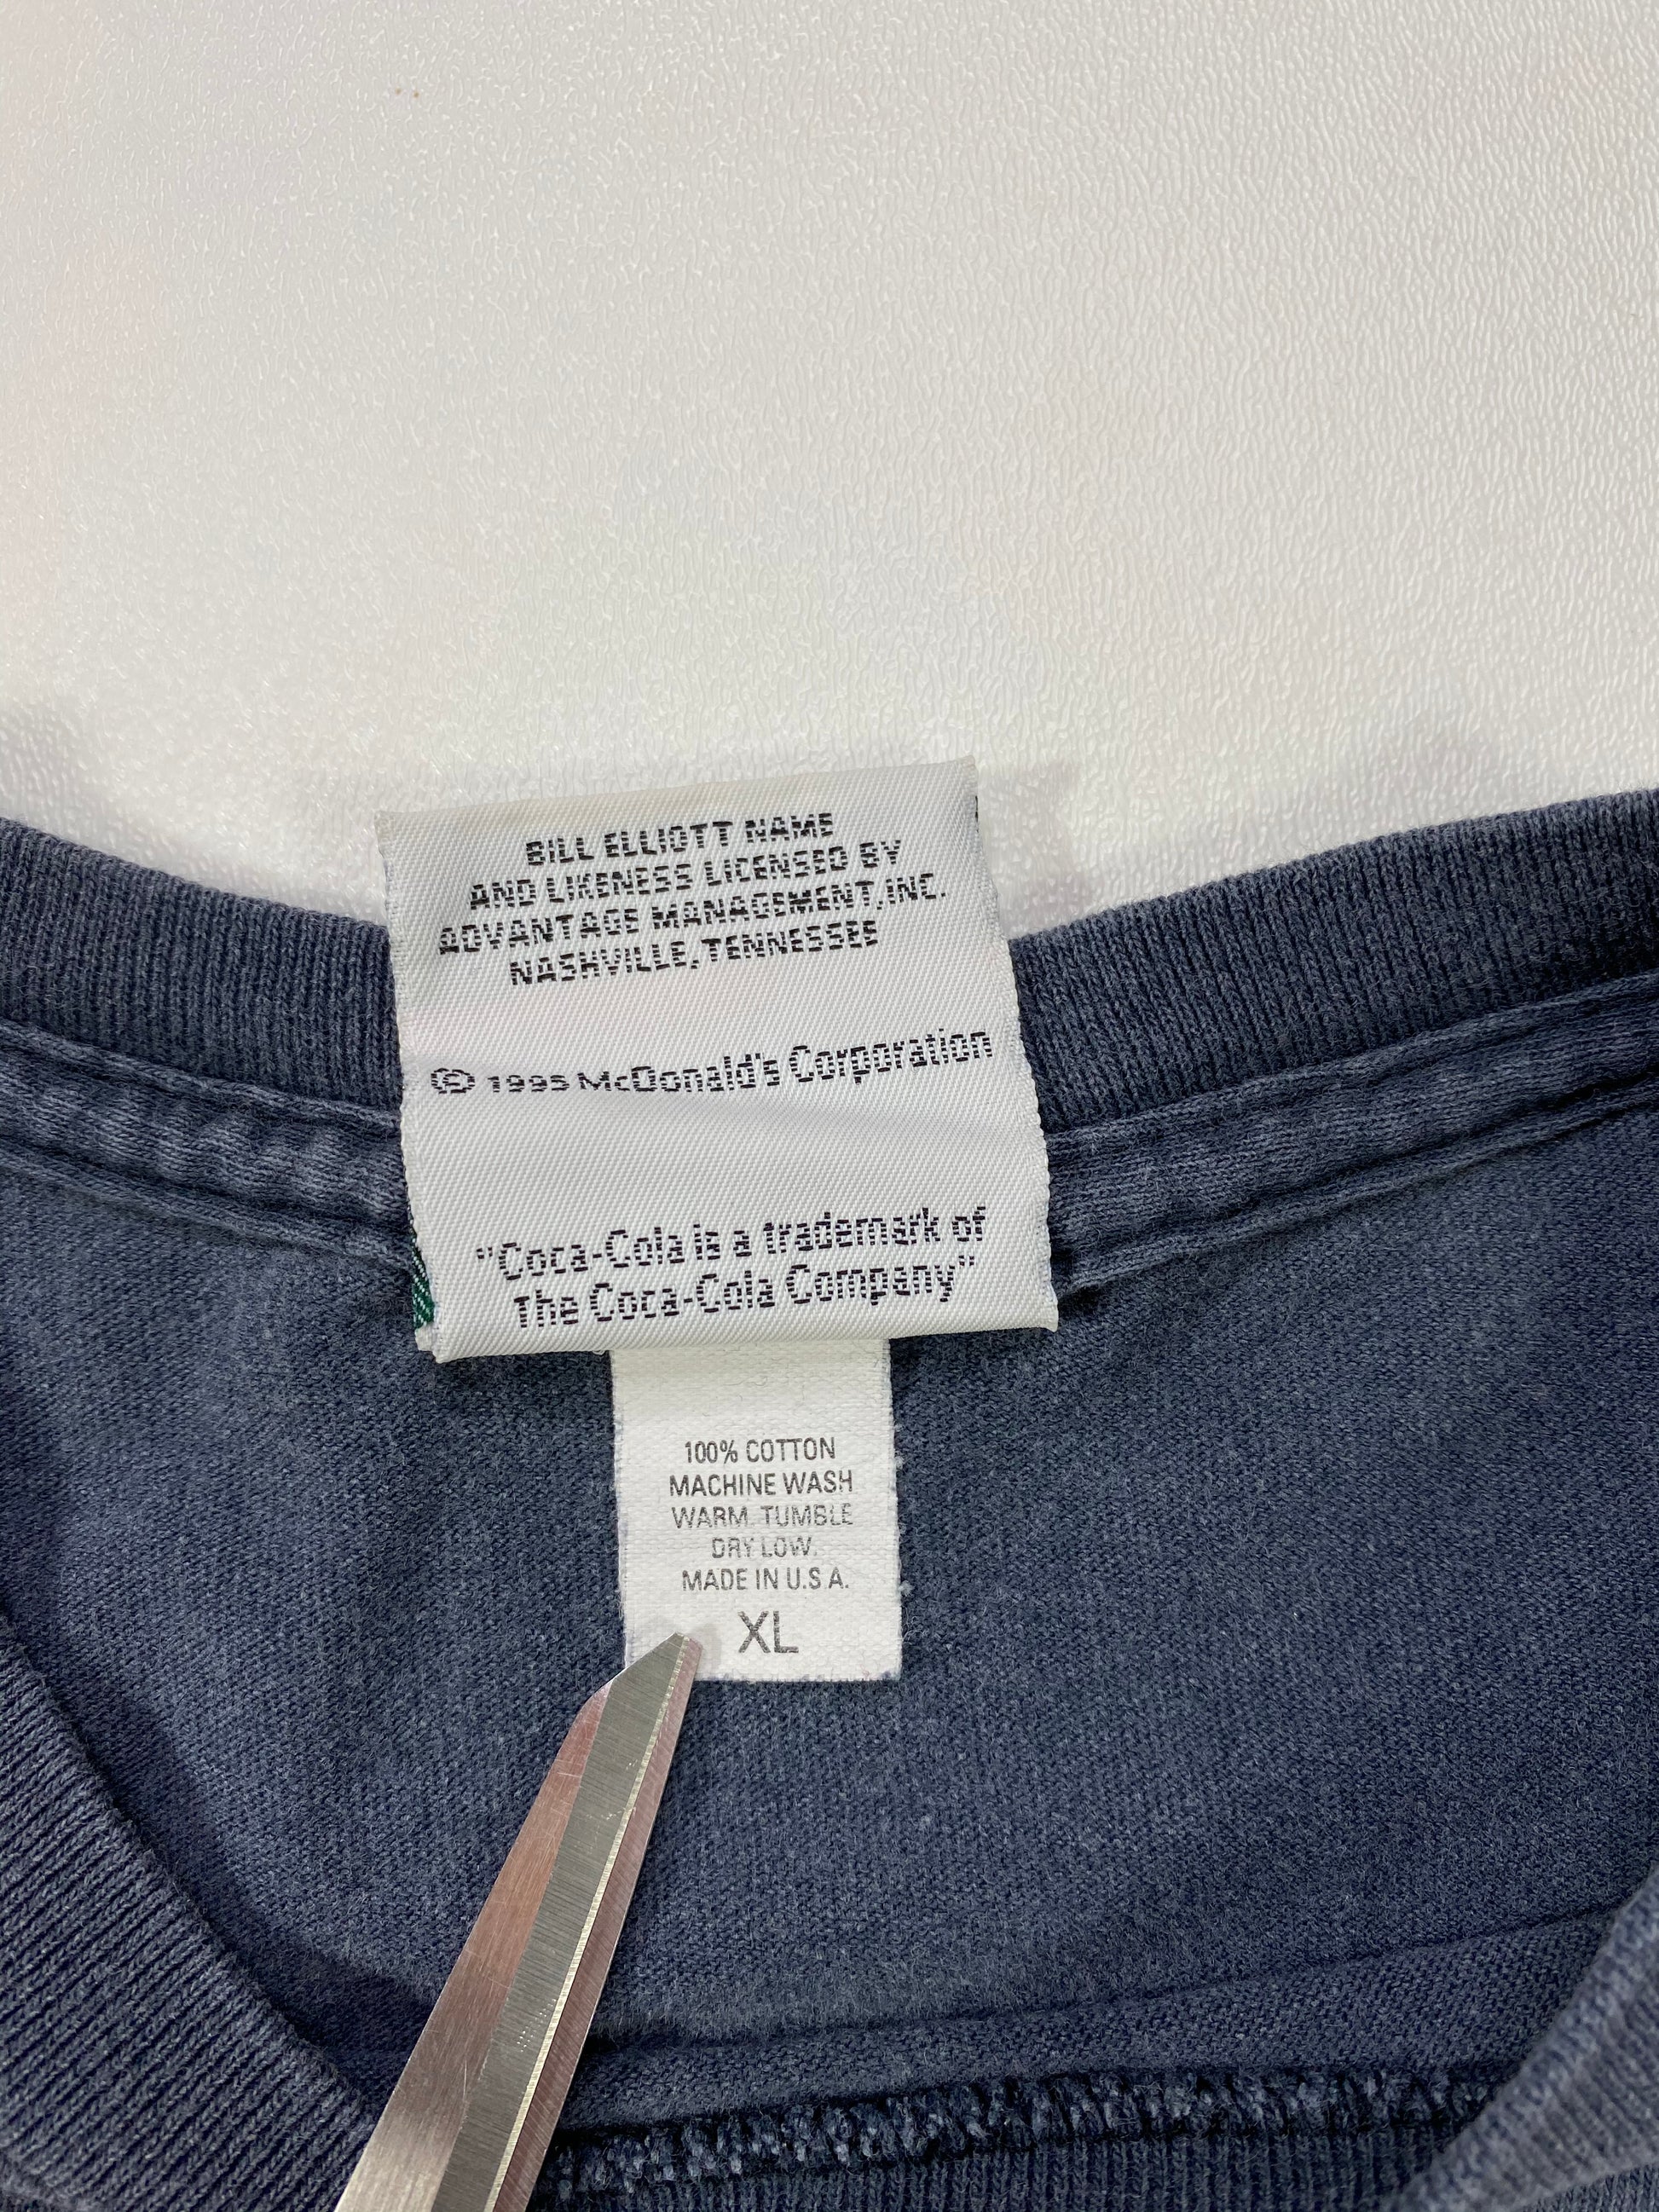 BILL ELLIOTT NAME
AND LIKENESS LICENSED BY
ADVANTAGE MANAGEMENT, INC.
NASHVILLE, TENNESSEE
© 1995 McDonald's Corporation
"Coca-Cola is a trademark of
The Coca-Cola Company"
100% COTTON
MACHINE WASH
WARM. TUMBLE
DRY LOW.
MADE IN U.S.A.
XL